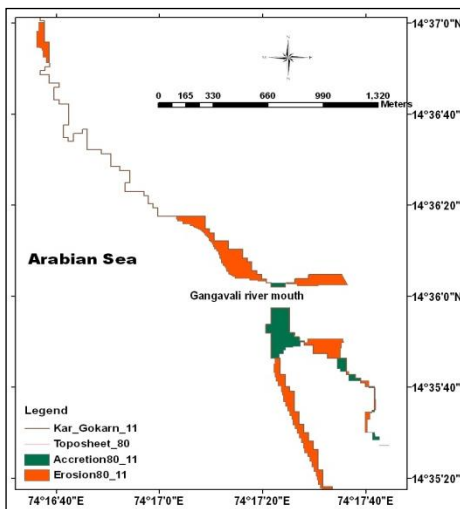 14°37'0"
0 165 330 660 990 1,320
Meters
14°36'40"
14°36'20"
Arabian Sea
Gangavali river mouth
14°36'0"
14°35'40"
Legend
Kar_Gokarn_11
Toposheet_80
Accretion80_11
Erosion80_11
14°35'20"
74°16'40"E 74°17'0"E 74°17'20"E 74°17'40"E